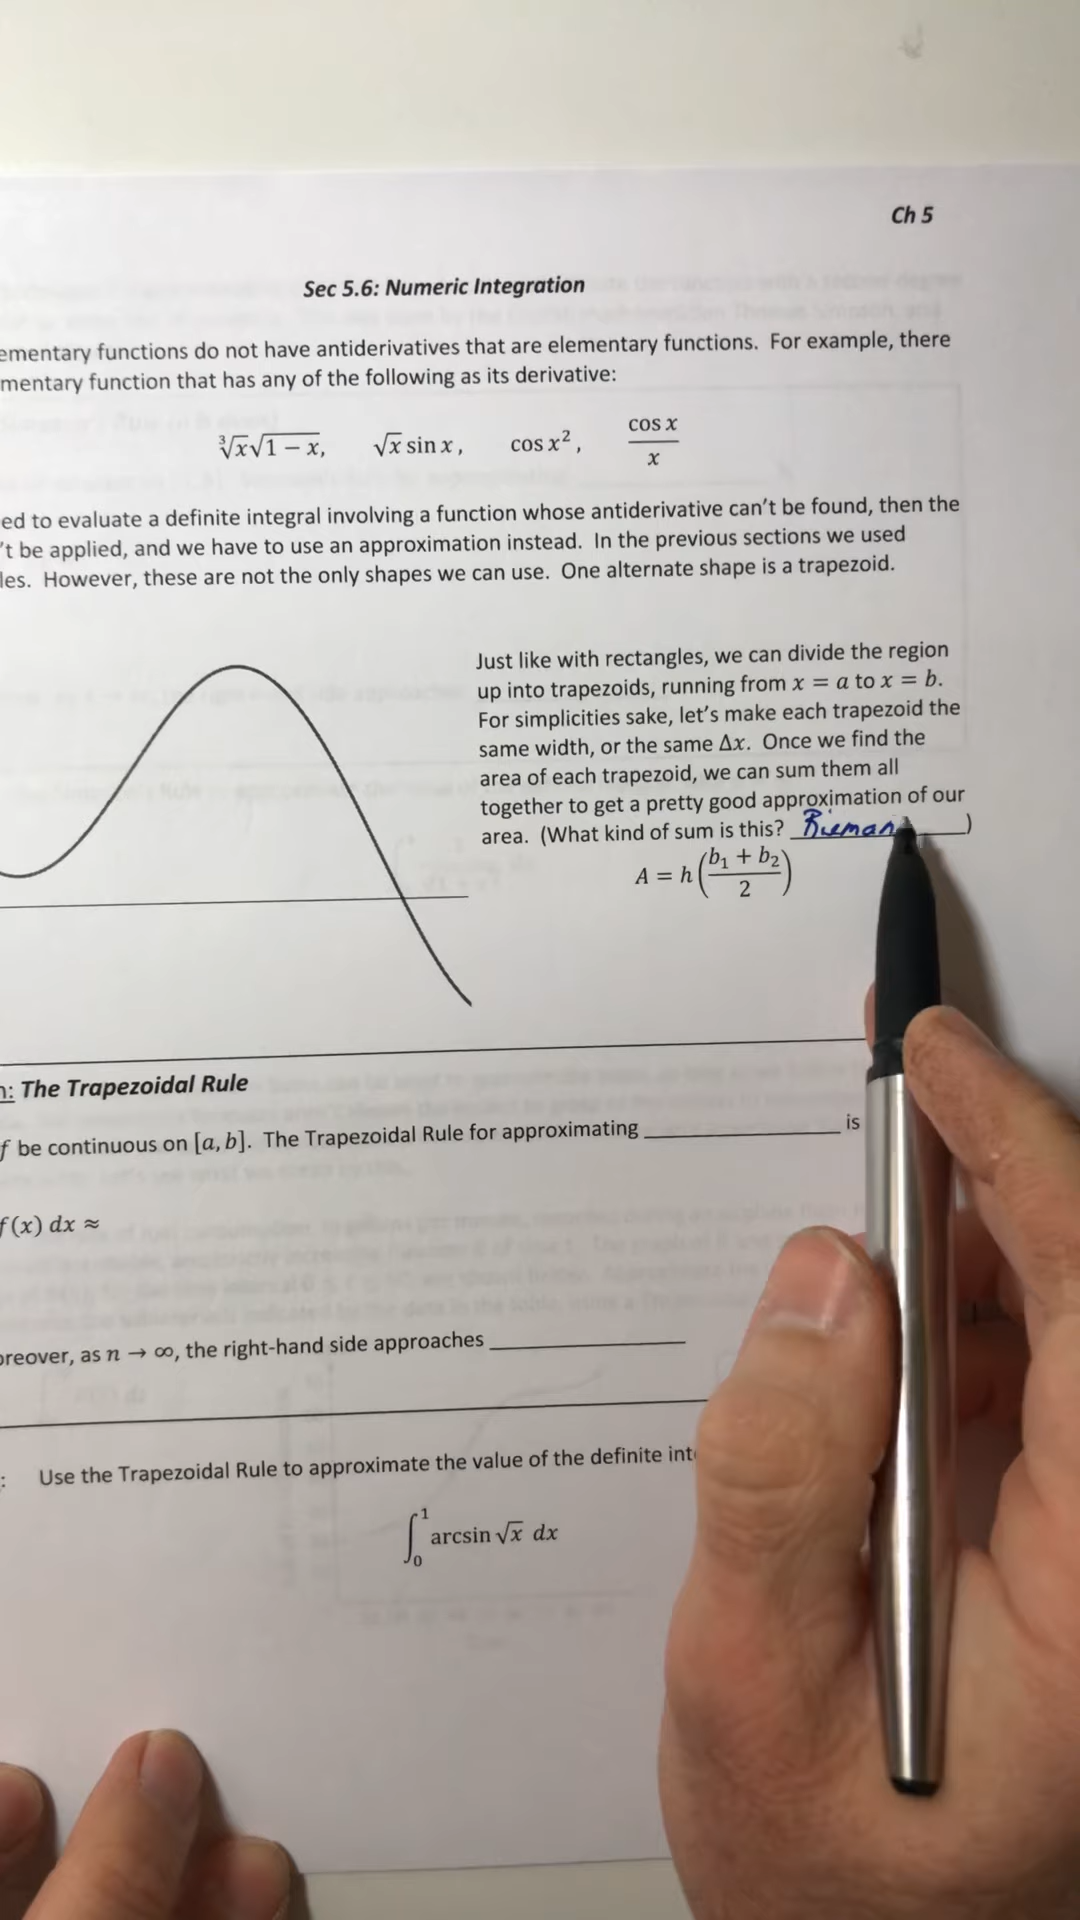 Ch 5
Sec 5.6: Numeric Integration
ementary functions do not have antiderivatives that are elementary functions. For example, there
mentary function that has any of the following as its derivative:
∛x√1 − x, √x sin x, cos x², cos x / x
ed to evaluate a definite integral involving a function whose antiderivative can't be found, then the
't be applied, and we have to use an approximation instead. In the previous sections we used
les. However, these are not the only shapes we can use. One alternate shape is a trapezoid.
Just like with rectangles, we can divide the region
up into trapezoids, running from x = a to x = b.
For simplicities sake, let's make each trapezoid the
same width, or the same Δx. Once we find the
area of each trapezoid, we can sum them all
together to get a pretty good approximation of our
area. (What kind of sum is this? Rieman )
A = h((b₁ + b₂)/2)
: The Trapezoidal Rule
f be continuous on [a, b]. The Trapezoidal Rule for approximating ________ is
f(x) dx ≈
oreover, as n → ∞, the right-hand side approaches ________
: Use the Trapezoidal Rule to approximate the value of the definite int
∫₀¹ arcsin √x dx